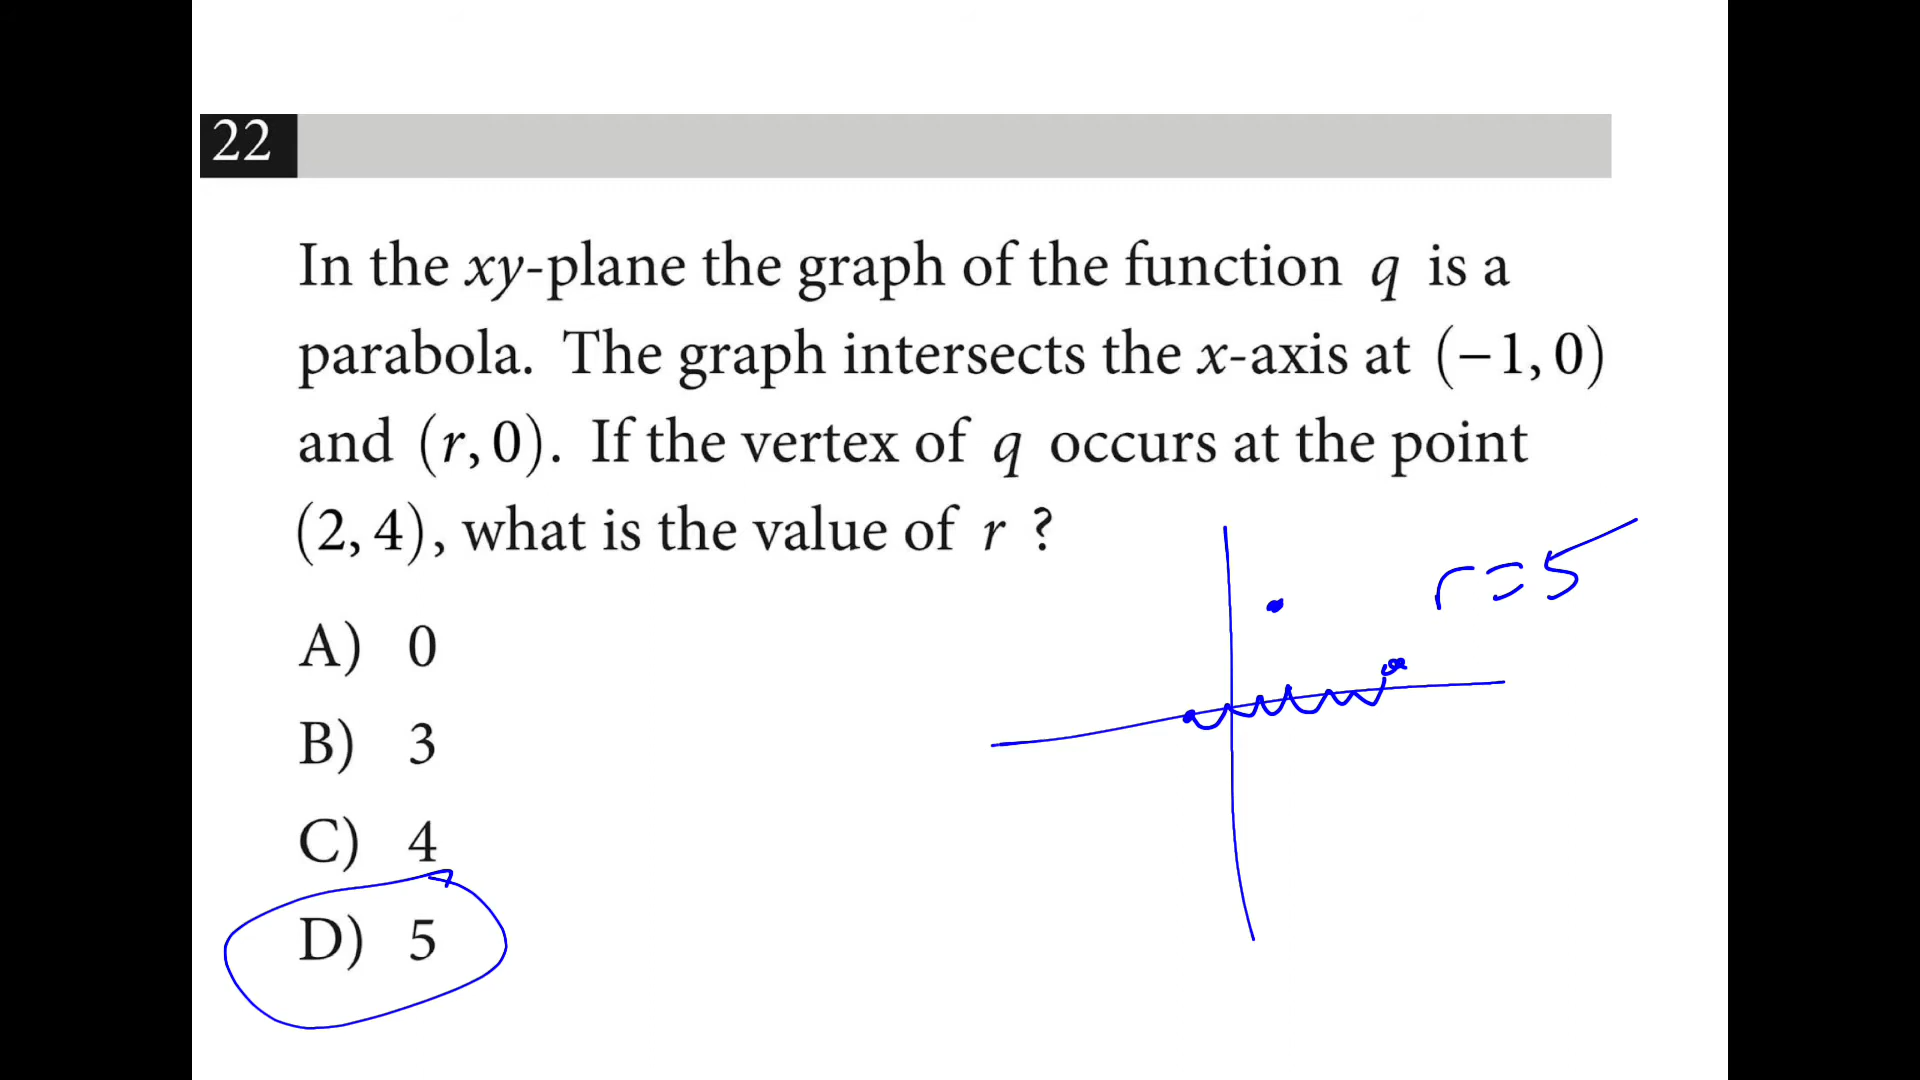 22
In the xy-plane the graph of the function q is a
parabola. The graph intersects the x-axis at (−1, 0)
and (r, 0). If the vertex of q occurs at the point
(2, 4), what is the value of r ?
r = 5
A) 0
B) 3
C) 4
D) 5